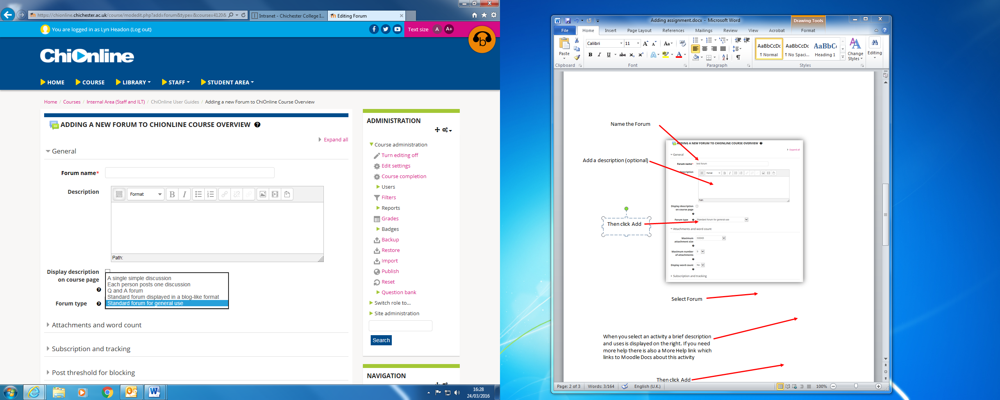 https://chionline.chichester.ac.uk/course/modedit.php?add=forum&type=&course=4120&
Intranet - Chichester College I...
Editing Forum
You are logged in as Lyn Headon (Log out)
Text size A A+
b
ChiOnline
HOME COURSE LIBRARY STAFF STUDENT AREA
Home / Courses / Internal Area (Staff and ILT) / ChiOnline User Guides / Adding a new Forum to ChiOnline Course Overview
ADDING A NEW FORUM TO CHIONLINE COURSE OVERVIEW
Expand all
General
Forum name*
Description
Format B I
Path:
Display description
on course page
A single simple discussion
Each person posts one discussion
Q and A forum
Standard forum displayed in a blog-like format
Forum type
Standard forum for general use
Attachments and word count
Subscription and tracking
Post threshold for blocking
ADMINISTRATION
Course administration
Turn editing off
Edit settings
Course completion
Users
Filters
Reports
Grades
Badges
Backup
Restore
Import
Publish
Reset
Question bank
Switch role to...
Site administration
Search
NAVIGATION
16:28
24/03/2016
Adding assignment.docx - Microsoft Word
Drawing Tools
File Home Insert Page Layout References Mailings Review View Acrobat Format
Paste
Clipboard
Calibri 11
B I U abc
Font
Paragraph
AaBbCcDc AaBbCcDc AaBbC
¶ Normal ¶ No Spaci... Heading 1
Styles
Change
Styles
Editing
Name the Forum
Add a description (optional)
Then click Add
ADDING A NEW FORUM TO CHIONLINE COURSE OVERVIEW
Expand all
General
Forum name* test forum
Description
Format B I
Path:
Display description
on course page
Forum type Standard forum for general use
Attachments and word count
Maximum
attachment size
500KB
Maximum number
of attachments
9
Display word count No
Subscription and tracking
Select Forum
When you select an activity a brief description
and uses is displayed on the right. If you need
more help there is also a More Help link which
links to Moodle Docs about this activity
Then click Add
Page: 2 of 3 Words: 3/164 English (U.K.) 100%